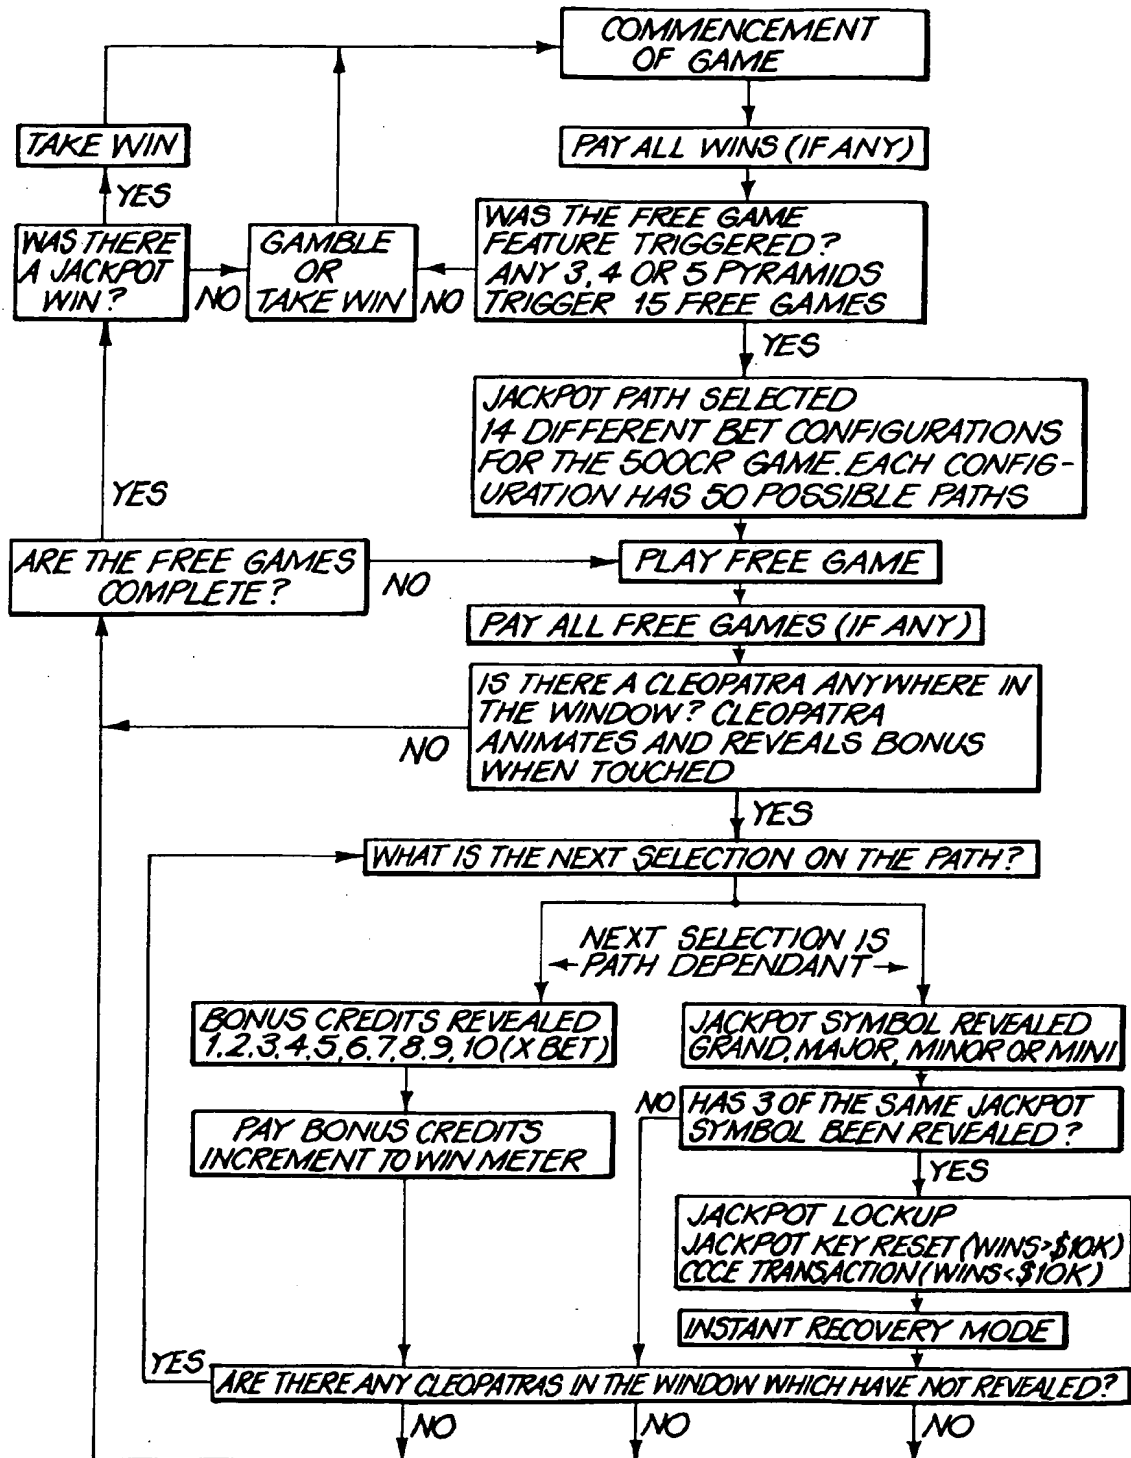 COMMENCEMENT
OF GAME
TAKE WIN
PAY ALL WINS (IF ANY)
YES
WAS THERE
A JACKPOT
WIN?
NO
GAMBLE
OR
TAKE WIN
NO
WAS THE FREE GAME
FEATURE TRIGGERED?
ANY 3, 4 OR 5 PYRAMIDS
TRIGGER 15 FREE GAMES
YES
JACKPOT PATH SELECTED
14 DIFFERENT BET CONFIGURATIONS
FOR THE 500CR GAME. EACH CONFIG-
URATION HAS 50 POSSIBLE PATHS
YES
ARE THE FREE GAMES
COMPLETE?
NO
PLAY FREE GAME
PAY ALL FREE GAMES (IF ANY)
IS THERE A CLEOPATRA ANYWHERE IN
THE WINDOW? CLEOPATRA
ANIMATES AND REVEALS BONUS
WHEN TOUCHED
NO
YES
WHAT IS THE NEXT SELECTION ON THE PATH?
NEXT SELECTION IS
PATH DEPENDANT
BONUS CREDITS REVEALED
1.2.3.4.5,6.7.8.9,10 (X BET)
JACKPOT SYMBOL REVEALED
GRAND, MAJOR, MINOR OR MINI
PAY BONUS CREDITS
INCREMENT TO WIN METER
NO
HAS 3 OF THE SAME JACKPOT
SYMBOL BEEN REVEALED?
YES
JACKPOT LOCKUP
JACKPOT KEY RESET (WINS>$10K)
CCCE TRANSACTION (WINS<$10K)
INSTANT RECOVERY MODE
YES
ARE THERE ANY CLEOPATRAS IN THE WINDOW WHICH HAVE NOT REVEALED?
NO
NO
NO